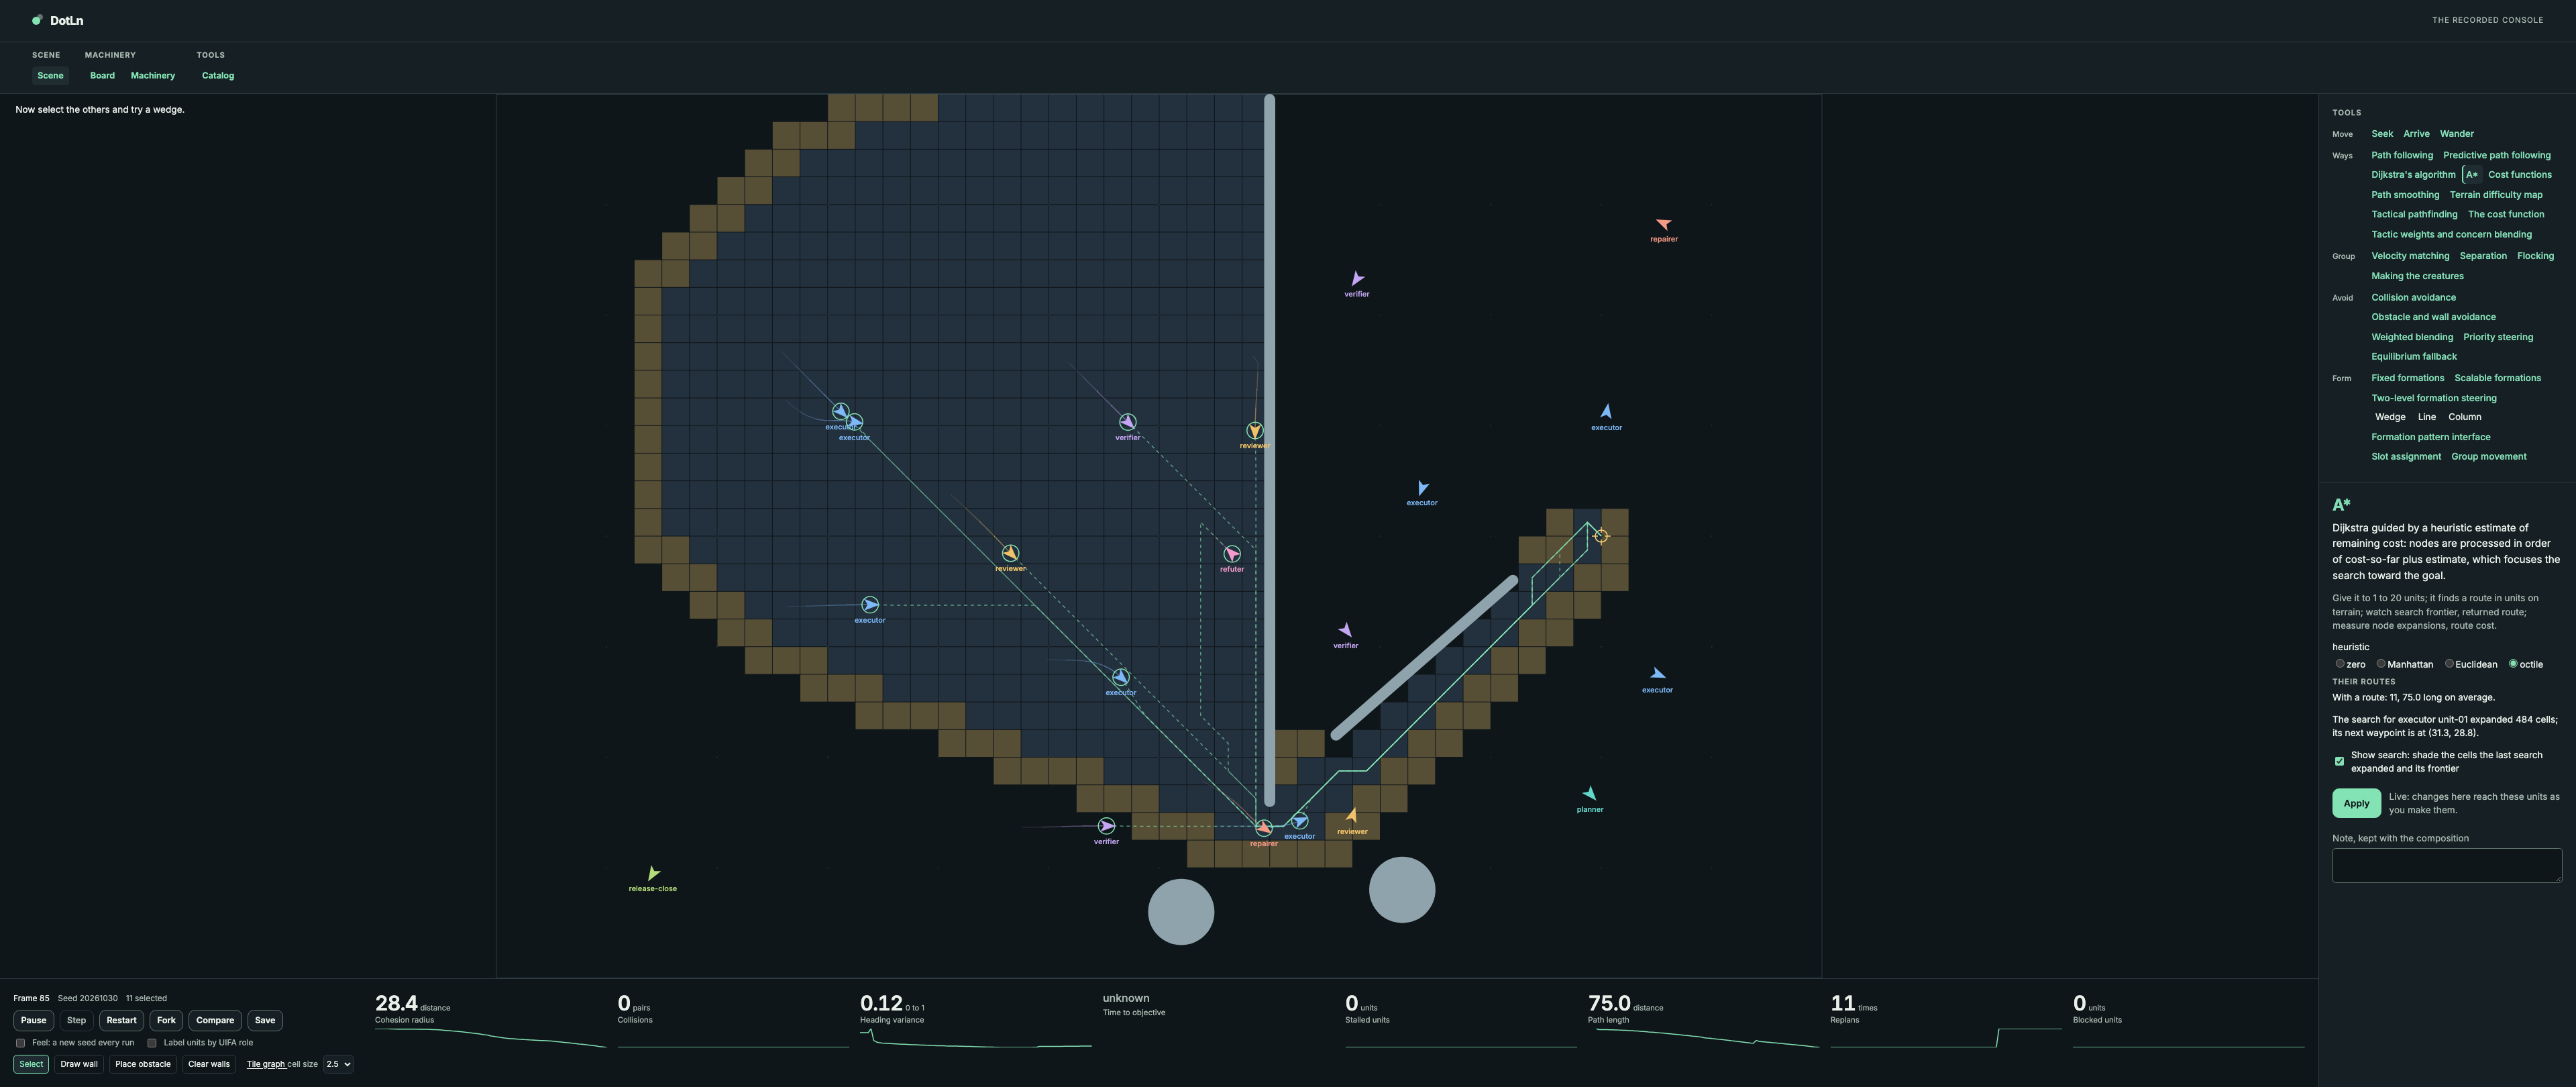 DotLn
THE RECORDED CONSOLE
SCENE
MACHINERY
TOOLS
Scene
Board
Machinery
Catalog
Now select the others and try a wedge.
repairer
verifier
executor
executor
executor
verifier
reviewer
executor
reviewer
refuter
executor
verifier
executor
executor
verifier
repairer
executor
reviewer
planner
release-close
TOOLS
Move Seek Arrive Wander
Ways Path following Predictive path following
Dijkstra's algorithm A* Cost functions
Path smoothing Terrain difficulty map
Tactical pathfinding The cost function
Tactic weights and concern blending
Group Velocity matching Separation Flocking
Making the creatures
Avoid Collision avoidance
Obstacle and wall avoidance
Weighted blending Priority steering
Equilibrium fallback
Form Fixed formations Scalable formations
Two-level formation steering
Wedge Line Column
Formation pattern interface
Slot assignment Group movement
A*
Dijkstra guided by a heuristic estimate of
remaining cost: nodes are processed in order
of cost-so-far plus estimate, which focuses the
search toward the goal.
Give it to 1 to 20 units; it finds a route in units on
terrain; watch search frontier, returned route;
measure node expansions, route cost.
heuristic
zero Manhattan Euclidean octile
THEIR ROUTES
With a route: 11, 75.0 long on average.
The search for executor unit-01 expanded 484 cells;
its next waypoint is at (31.3, 28.8).
Show search: shade the cells the last search
expanded and its frontier
Apply
Live: changes here reach these units as
you make them.
Note, kept with the composition
Frame 85 Seed 20261030 11 selected
Pause Step Restart Fork Compare Save
Feel: a new seed every run Label units by UIFA role
Select Draw wall Place obstacle Clear walls Tile graph cell size 2.5
28.4 distance
Cohesion radius
0 pairs
Collisions
0.12 0 to 1
Heading variance
unknown
Time to objective
0 units
Stalled units
75.0 distance
Path length
11 times
Replans
0 units
Blocked units